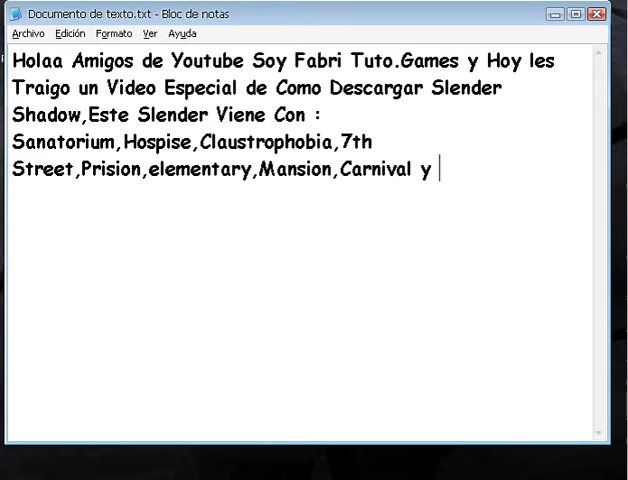 Documento de texto.txt - Bloc de notas
Archivo Edición Formato Ver Ayuda
Holaa Amigos de Youtube Soy Fabri Tuto.Games y Hoy les
Traigo un Video Especial de Como Descargar Slender
Shadow,Este Slender Viene Con :
Sanatorium,Hospise,Claustrophobia,7th
Street,Prision,elementary,Mansion,Carnival y